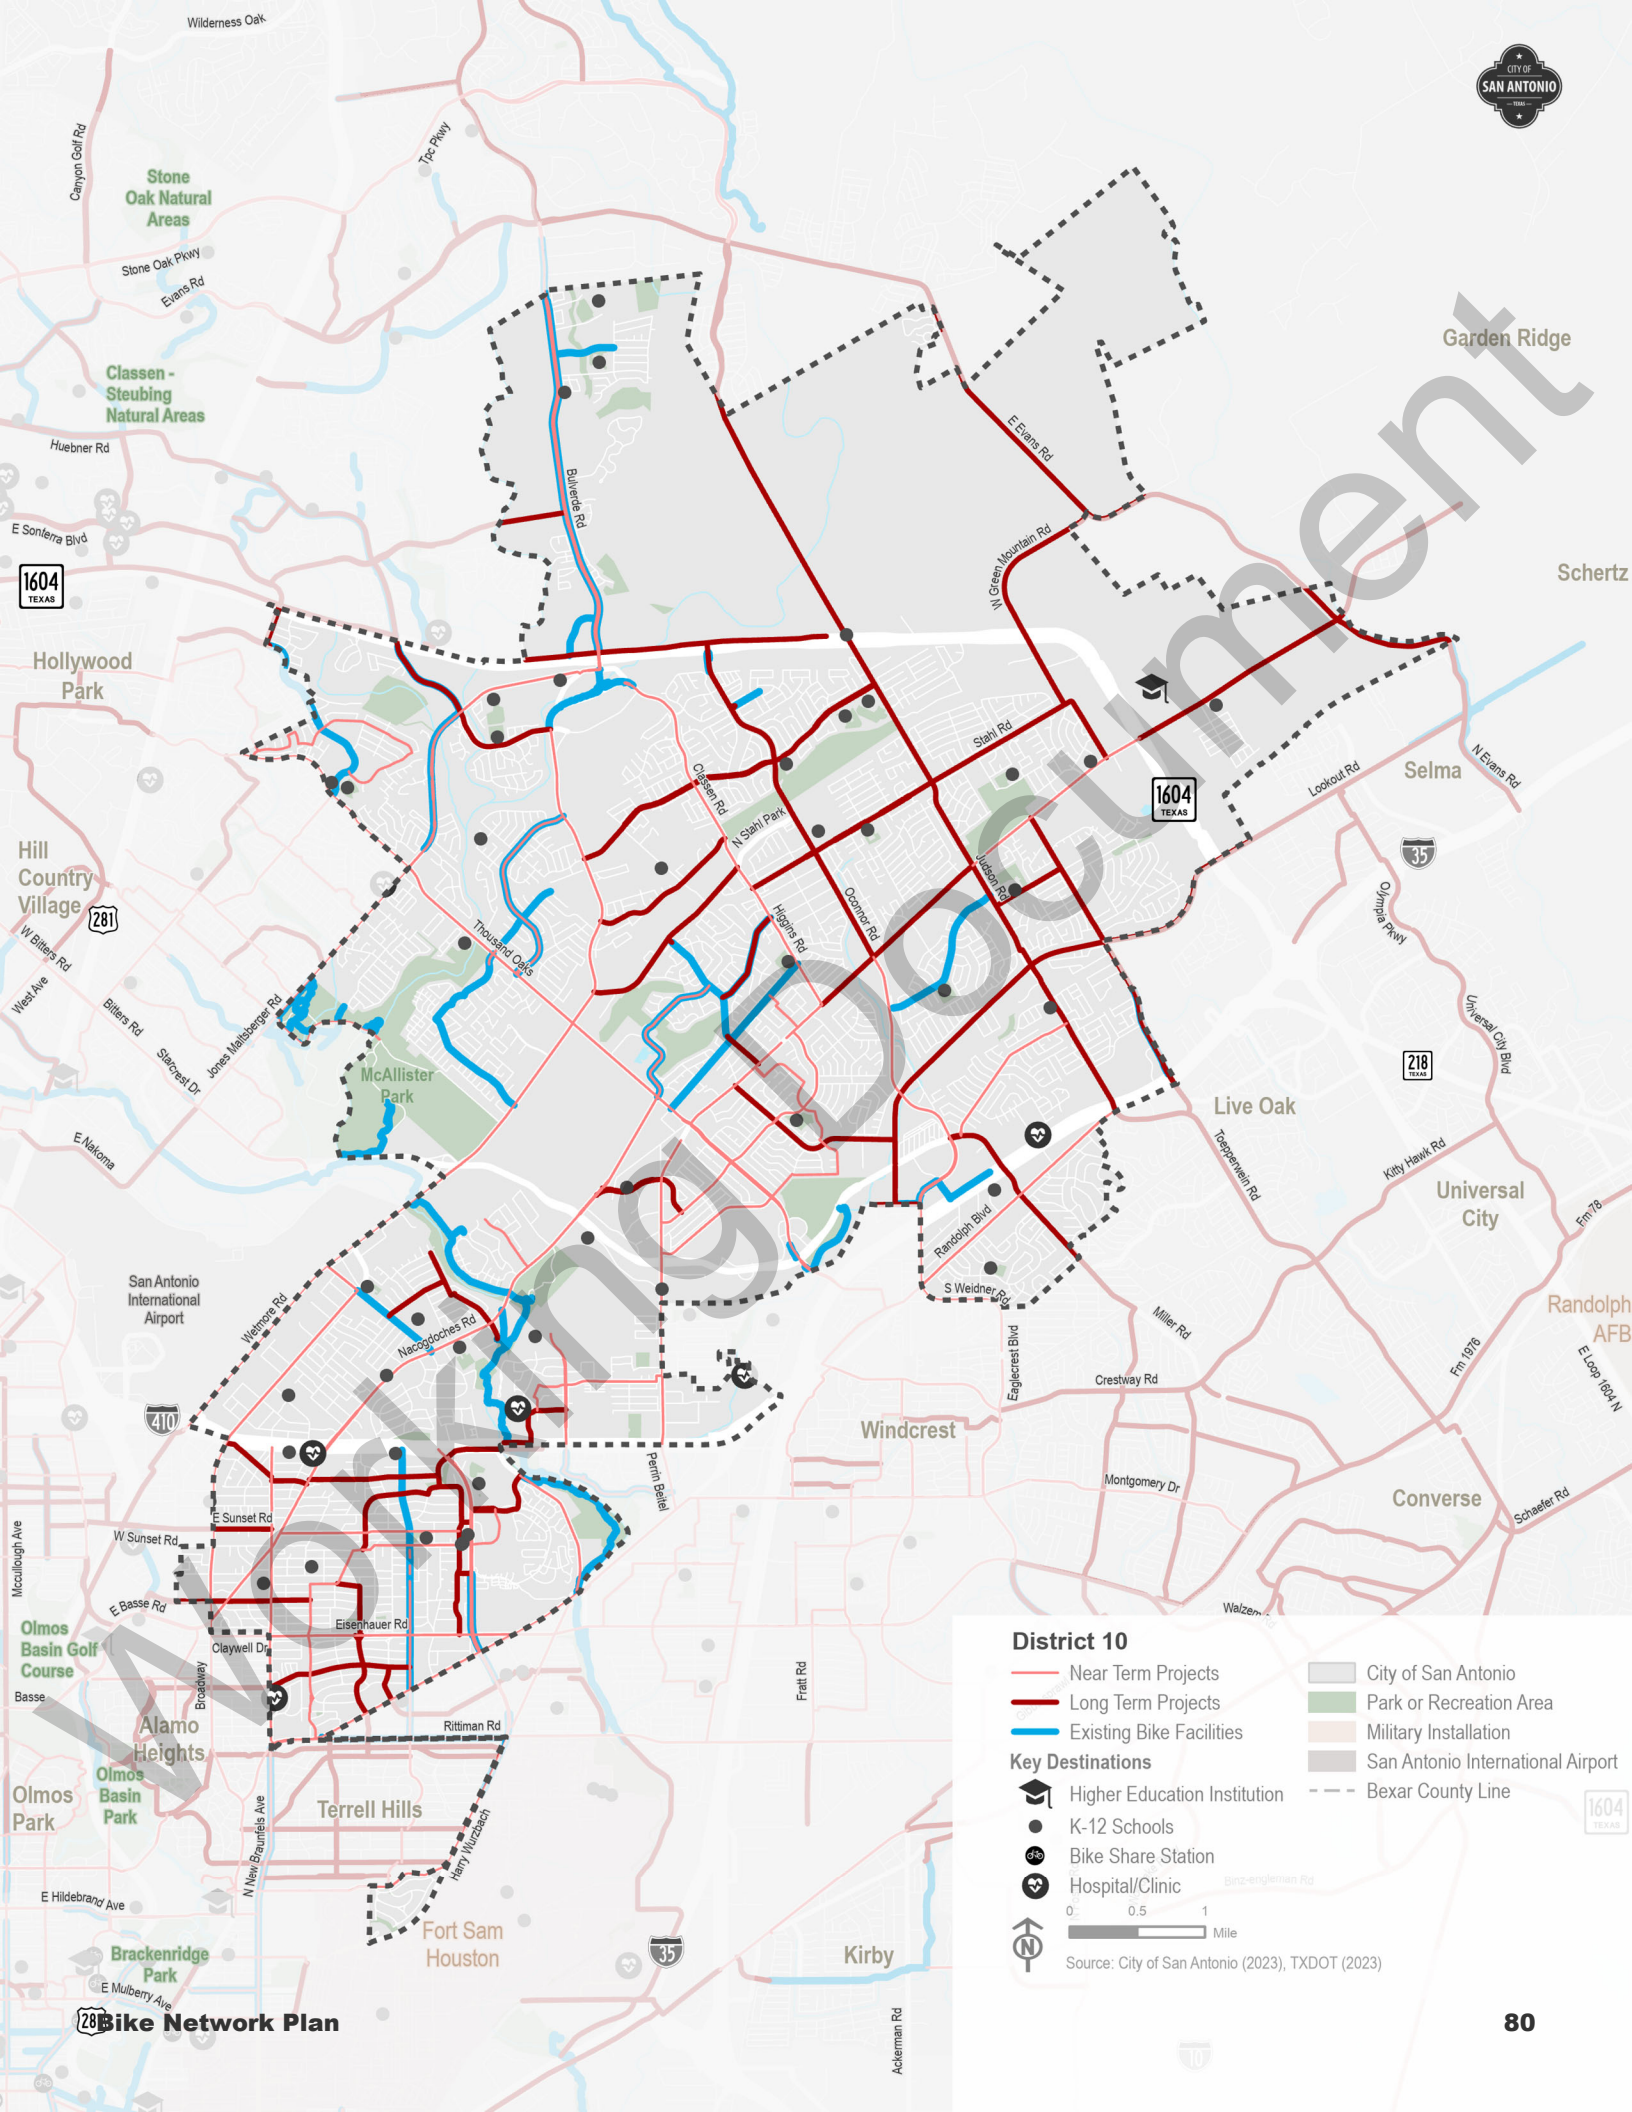 Wilderness Oak
CITY OF
SAN ANTONIO
TEXAS
Canyon Golf Rd
Tpc Pkwy
Stone
Oak Natural
Areas
Stone Oak Pkwy
Evans Rd
Garden Ridge
Classen -
Steubing
Natural Areas
Huebner Rd
E Evans Rd
Bulverde Rd
E Sonterra Blvd
W Green Mountain Rd
1604
TEXAS
Schertz
Hollywood
Park
Stahl Rd
N Evans Rd
Selma
Lookout Rd
Classen Rd
1604
TEXAS
N Stahl Park
Hill
Country
Village
281
35
Judson Rd
Oconnor Rd
Higgins Rd
Olympia Pkwy
Thousand Oaks
W Bitters Rd
West Ave
Bitters Rd
Jones Maltsberger Rd
Starcrest Dr
Universal City Blvd
218
TEXAS
McAllister
Park
Live Oak
E Nakoma
Toepperwein Rd
Kitty Hawk Rd
Universal
City
Fm 78
Randolph Blvd
San Antonio
International
Airport
S Weidner Rd
Wetmore Rd
Nacogdoches Rd
Miller Rd
Randolph
AFB
Fm 1976
E Loop 1604 N
Eaglecrest Blvd
Crestway Rd
410
Windcrest
Perrin Beitel
Montgomery Dr
Converse
Schaefer Rd
E Sunset Rd
W Sunset Rd
Mccullough Ave
E Basse Rd
Eisenhauer Rd
Olmos
Basin Golf
Course
Claywell Dr
Basse
Broadway
Fratt Rd
Rittiman Rd
Alamo
Heights
Olmos
Basin
Park
Olmos
Park
Terrell Hills
N New Braunfels Ave
Harry Wurzbach
E Hildebrand Ave
Fort Sam
Houston
35
Kirby
Brackenridge
Park
E Mulberry Ave
Ackerman Rd
Working Document
District 10
Near Term Projects
Long Term Projects
Existing Bike Facilities
Key Destinations
Higher Education Institution
K-12 Schools
Bike Share Station
Hospital/Clinic
City of San Antonio
Park or Recreation Area
Military Installation
San Antonio International Airport
Bexar County Line
1604
TEXAS
Binz-engleman Rd
0 0.5 1
Mile
N
Source: City of San Antonio (2023), TXDOT (2023)
10
Bike Network Plan
80